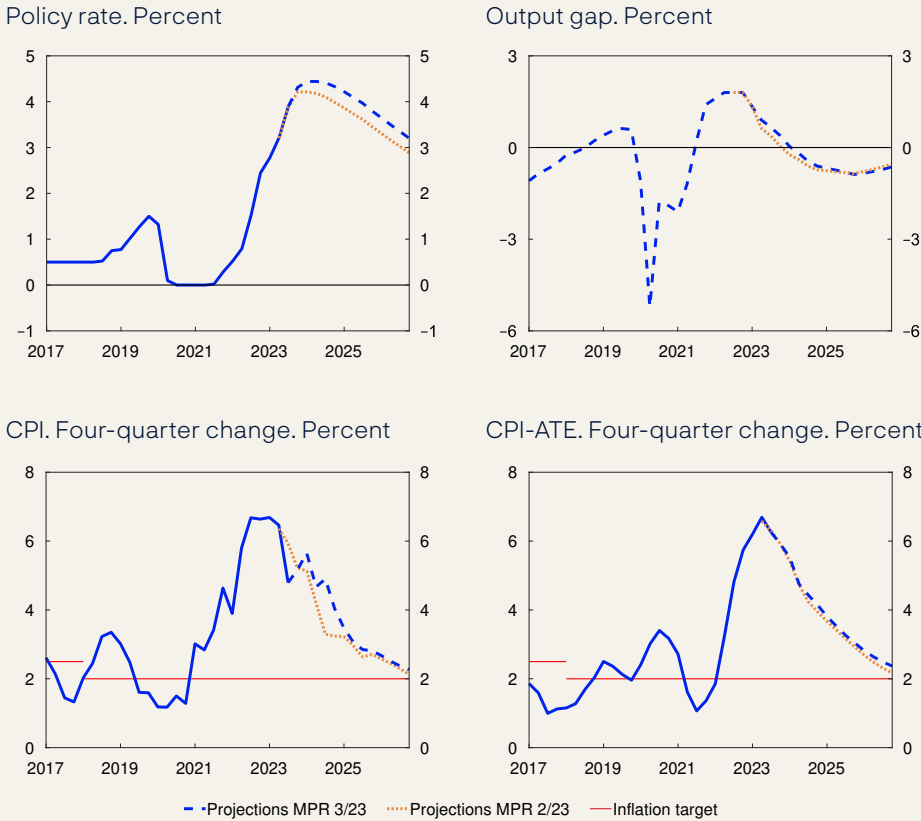 Policy rate. Percent
5 5
4 4
3 3
2 2
1 1
0 0
−1 −1
2017 2019 2021 2023 2025
Output gap. Percent
3 3
0 0
−3 −3
−6 −6
2017 2019 2021 2023 2025
CPI. Four-quarter change. Percent
8 8
6 6
4 4
2 2
0 0
2017 2019 2021 2023 2025
CPI-ATE. Four-quarter change. Percent
8 8
6 6
4 4
2 2
0 0
2017 2019 2021 2023 2025
Projections MPR 3/23 Projections MPR 2/23 Inflation target